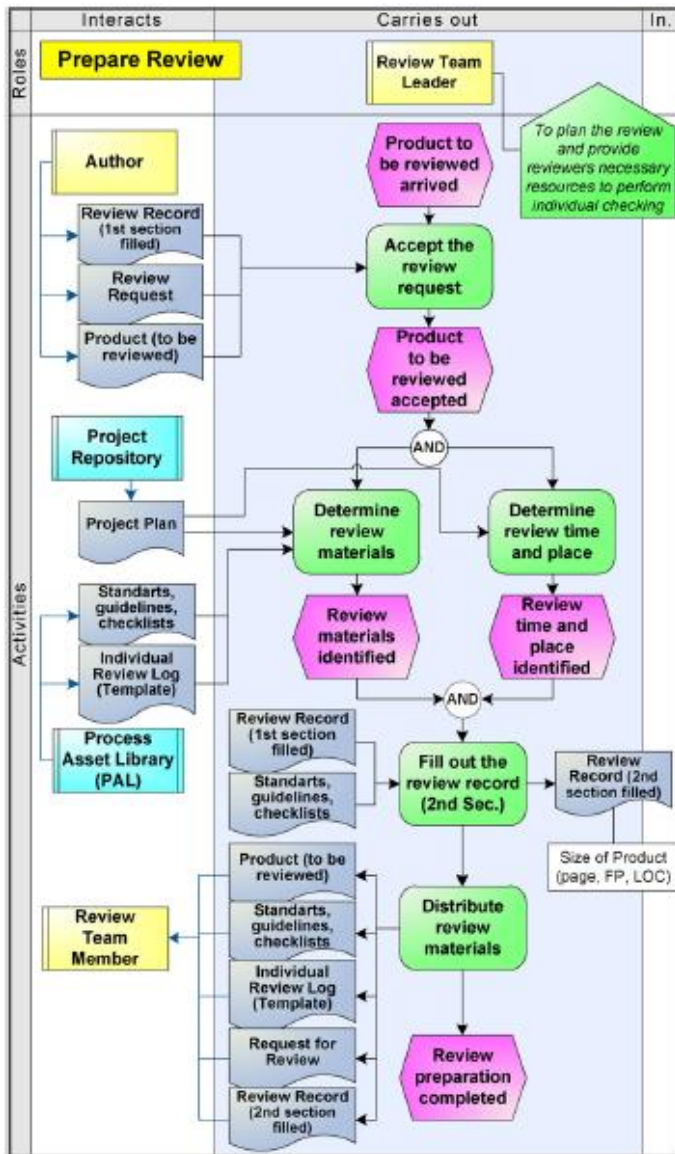 Interacts
Carries out
In.
Roles
Prepare Review
Review Team
Leader
To plan the review
and provide
reviewers necessary
resources to perform
individual checking
Activities
Author
Product to
be reviewed
arrived
Review Record
(1st section
filled)
Review
Request
Product (to be
reviewed)
Accept the
review
request
Product
to be
reviewed
accepted
AND
Project
Repository
Project Plan
Determine
review
materials
Determine
review time
and place
Standarts,
guidelines,
checklists
Individual
Review Log
(Template)
Process
Asset Library
(PAL)
Review
materials
identified
Review
time and
place
identified
AND
Review Record
(1st section
filled)
Standarts,
guidelines,
checklists
Fill out the
review record
(2nd Sec.)
Review
Record (2nd
section filled)
Size of Product
(page, FP, LOC)
Product (to be
reviewed)
Standarts,
guidelines,
checklists
Individual
Review Log
(Template)
Request for
Review
Review Record
(2nd section
filled)
Review
Team
Member
Distribute
review
materials
Review
preparation
completed